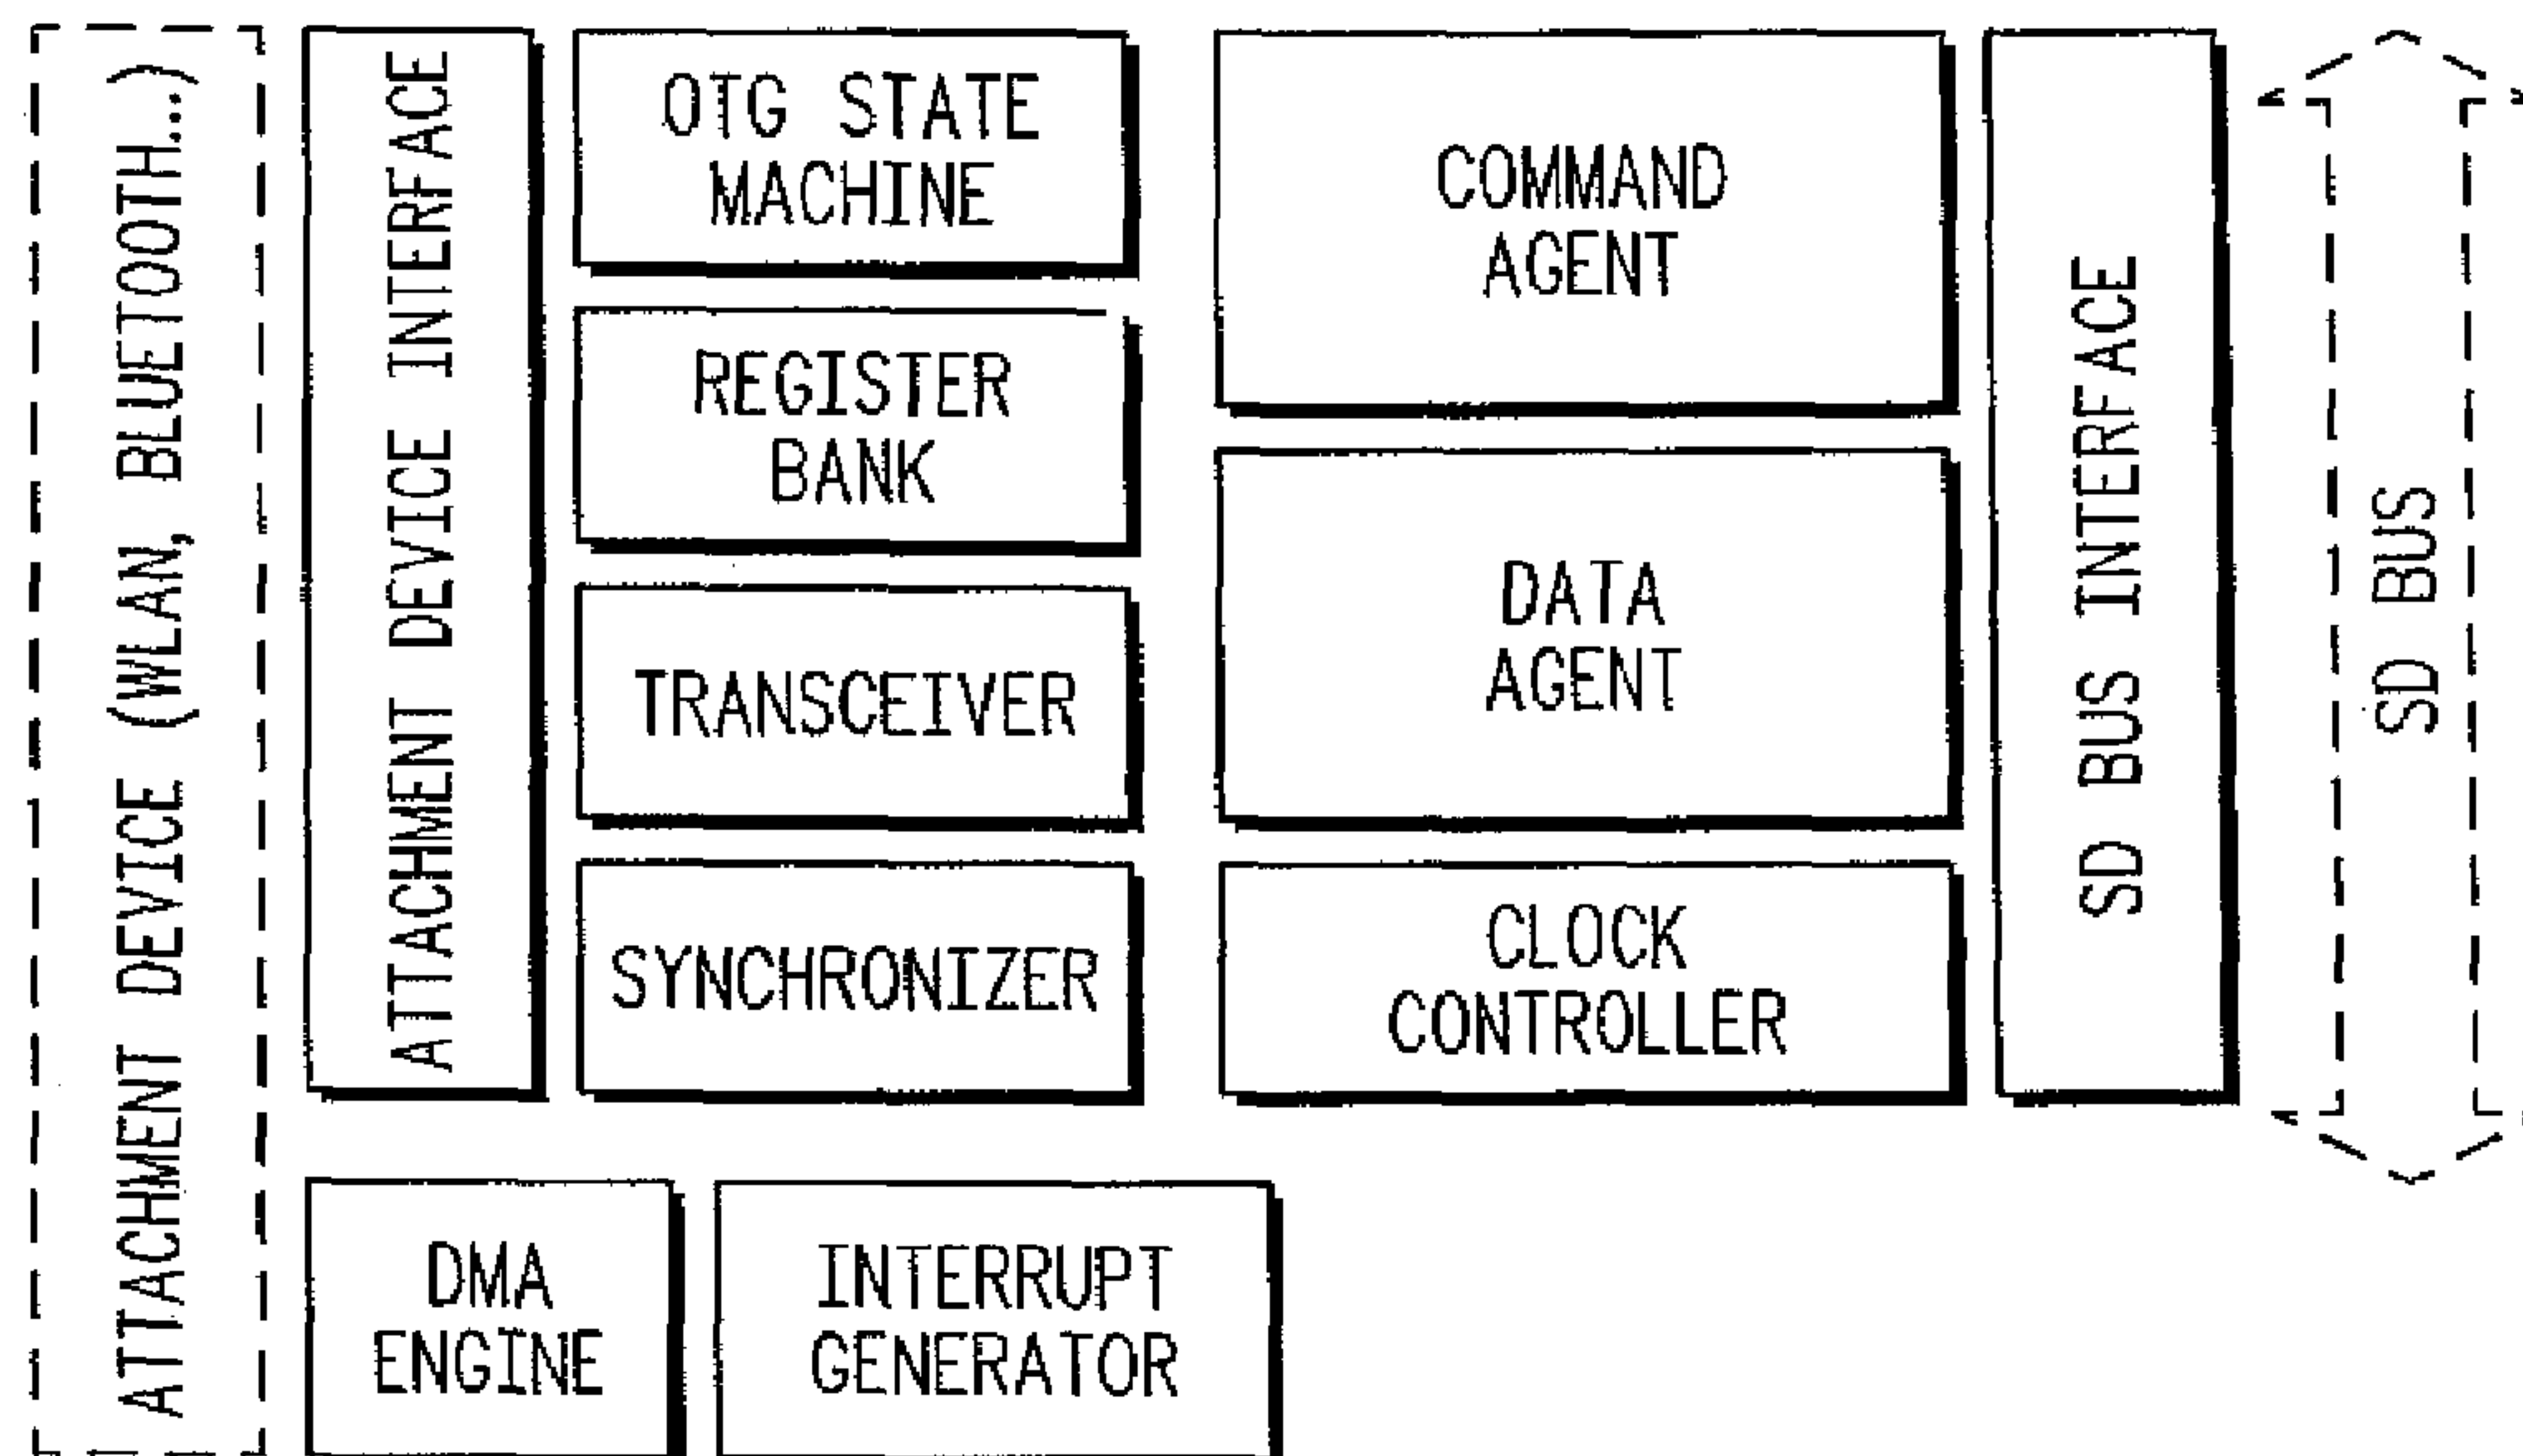 ATTACHMENT DEVICE (WLAN, BLUETOOTH...)
ATTACHMENT DEVICE INTERFACE
OTG STATE
MACHINE
REGISTER
BANK
TRANSCEIVER
SYNCHRONIZER
COMMAND
AGENT
DATA
AGENT
CLOCK
CONTROLLER
SD BUS INTERFACE
SD BUS
DMA
ENGINE
INTERRUPT
GENERATOR